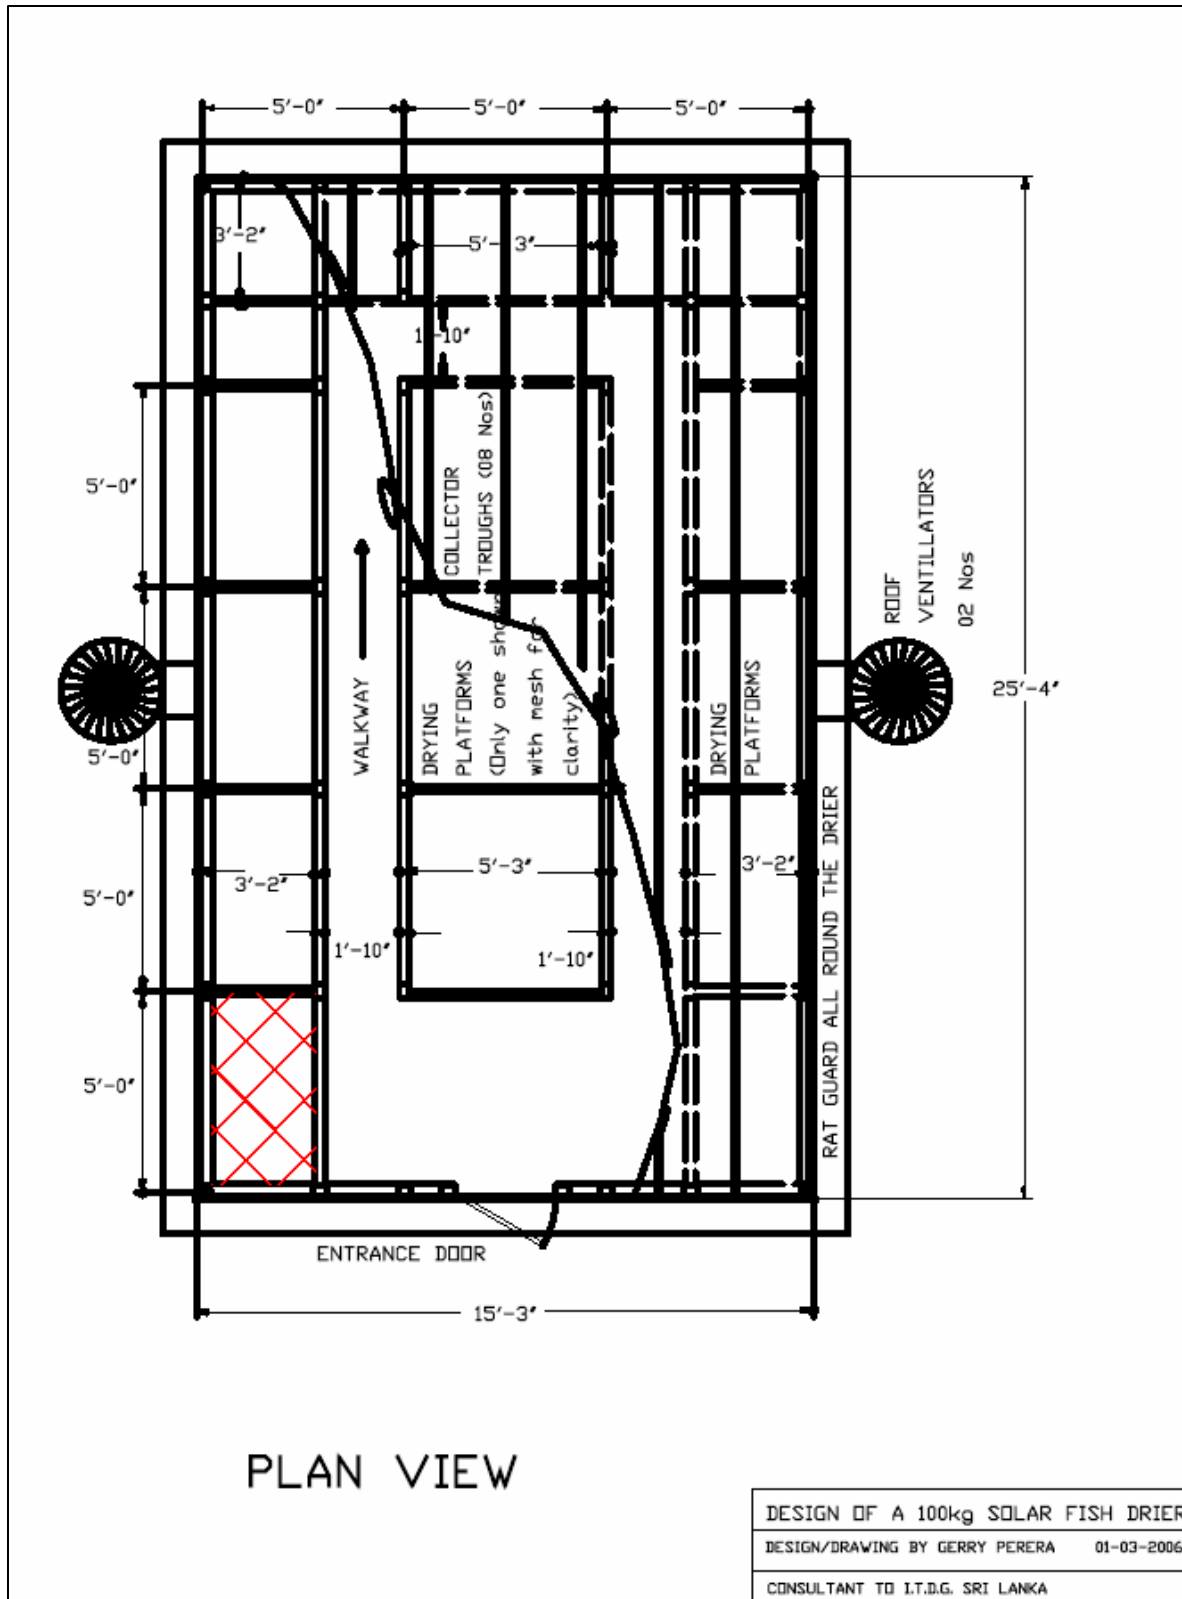 5'-0"
5'-0"
5'-0"
3'-2"
5'-3"
1'-10"
5'-0"
5'-0"
5'-0"
5'-0"
25'-4"
COLLECTOR
TROUGHS (08 Nos)
WALKWAY
DRYING
PLATFORMS
(Only one shown
with mesh for
clarity)
DRYING
PLATFORMS
ROOF
VENTILLATORS
02 Nos
3'-2"
5'-3"
3'-2"
1'-10"
1'-10"
RAT GUARD ALL ROUND THE DRIER
ENTRANCE DOOR
15'-3"
PLAN VIEW
DESIGN OF A 100kg SOLAR FISH DRIER
DESIGN/DRAWING BY GERRY PERERA 01-03-2006
CONSULTANT TO I.T.D.G. SRI LANKA